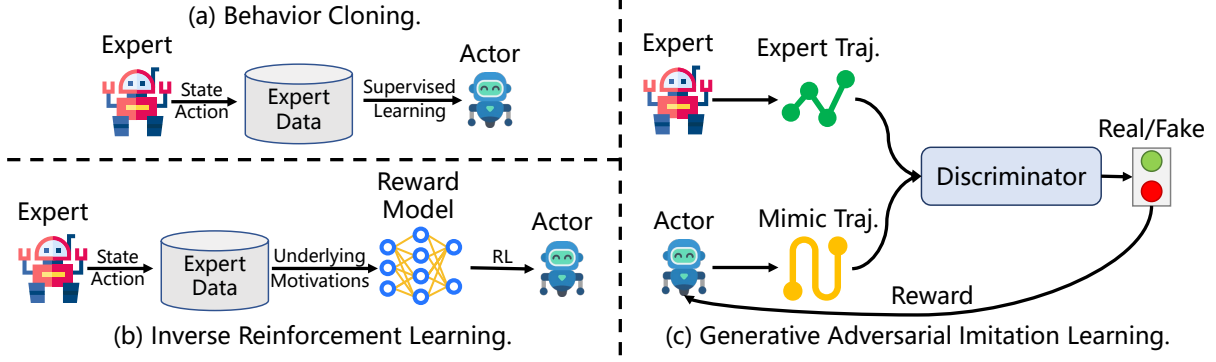 (a) Behavior Cloning.
Expert
State
Action
Expert
Data
Supervised
Learning
Actor
Expert
State
Action
Expert
Data
Underlying
Motivations
Reward
Model
RL
Actor
(b) Inverse Reinforcement Learning.
Expert
Expert Traj.
Actor
Mimic Traj.
Discriminator
Real/Fake
Reward
(c) Generative Adversarial Imitation Learning.